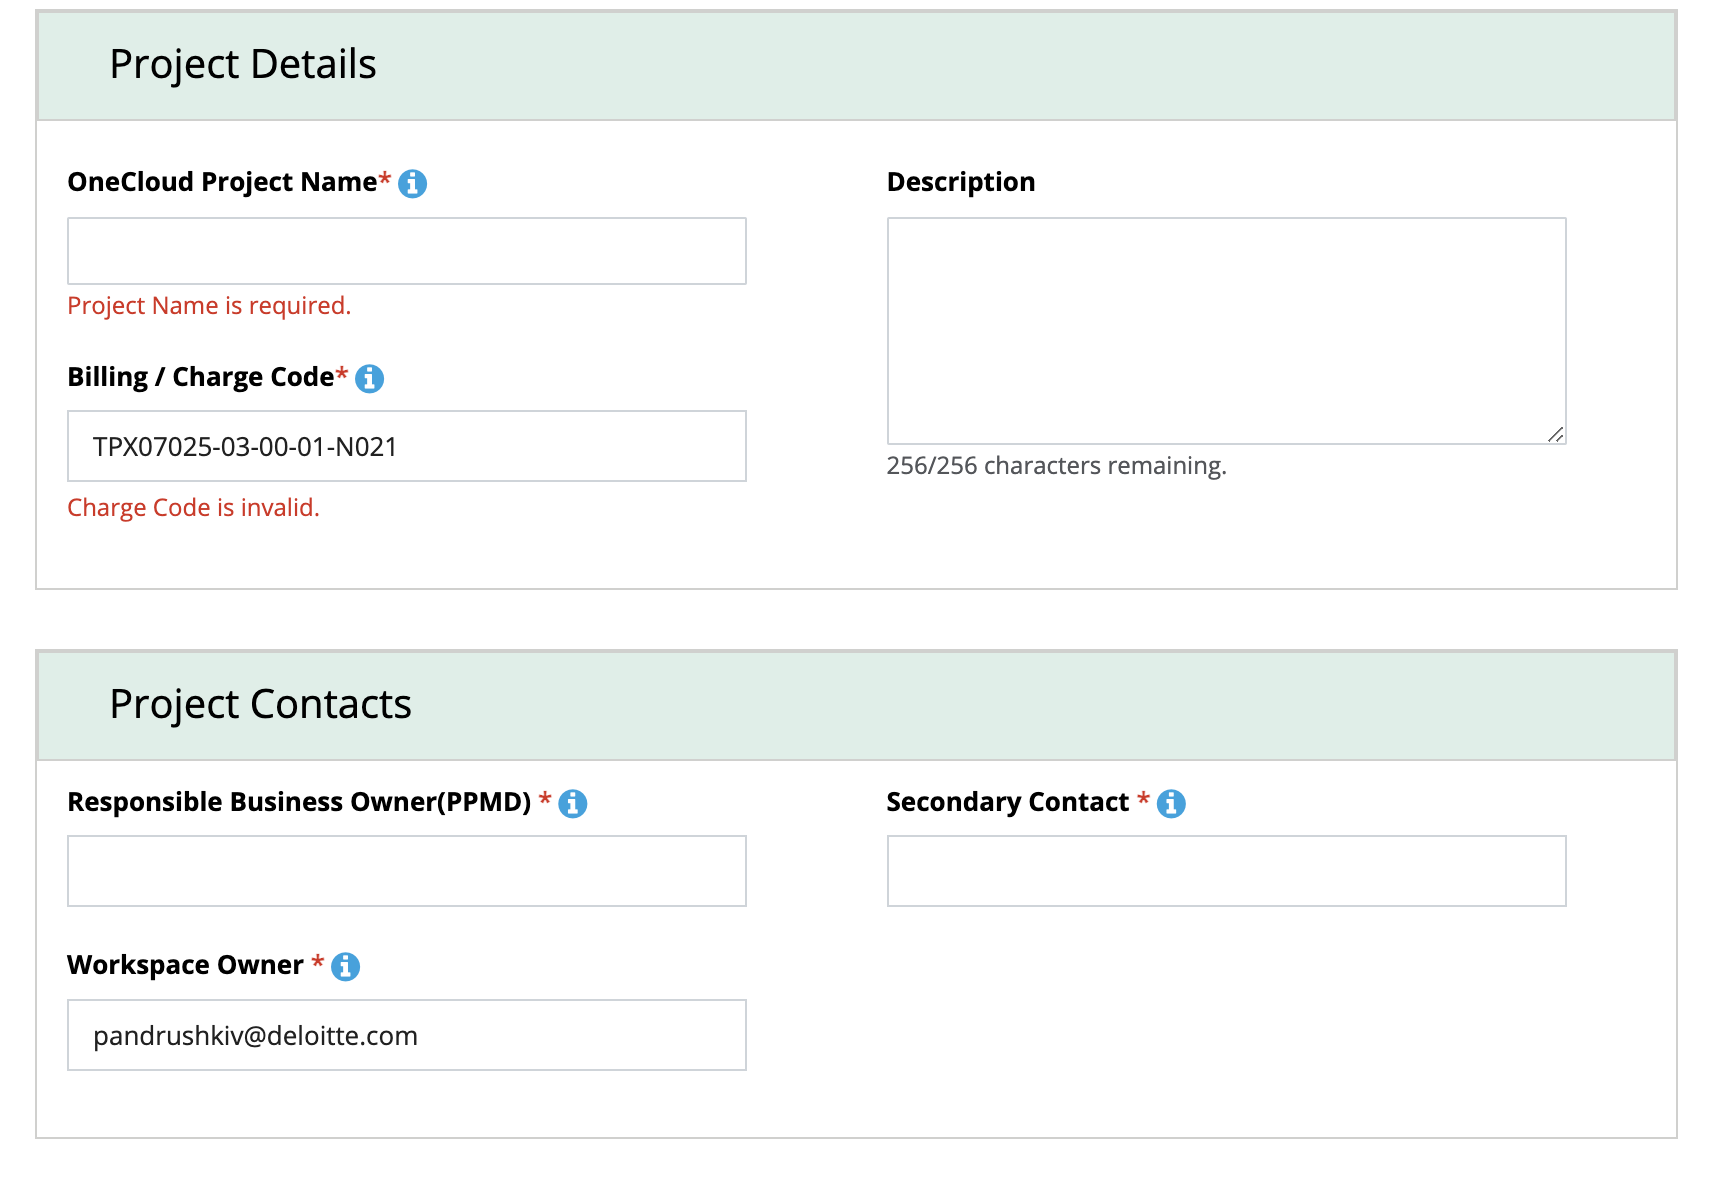 Project Details
OneCloud Project Name*
Project Name is required.
Billing / Charge Code*
TPX07025-03-00-01-N021
Charge Code is invalid.
Description
256/256 characters remaining.
Project Contacts
Responsible Business Owner(PPMD) *
Secondary Contact *
Workspace Owner *
pandrushkiv@deloitte.com